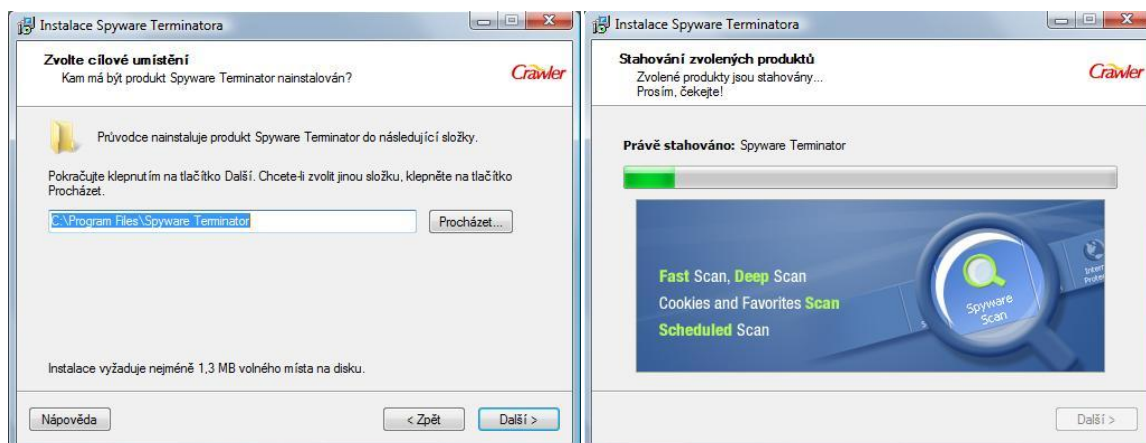 Instalace Spyware Terminatora
Zvolte cílové umístění
Kam má být produkt Spyware Terminator nainstalován?
Crawler
Průvodce nainstaluje produkt Spyware Terminator do následující složky.
Pokračujte klepnutím na tlačítko Další. Chcete-li zvolit jinou složku, klepněte na tlačítko
Procházet.
C:\Program Files\Spyware Terminator
Procházet...
Instalace vyžaduje nejméně 1,3 MB volného místa na disku.
Nápověda
< Zpět
Další >
Instalace Spyware Terminatora
Stahování zvolených produktů
Zvolené produkty jsou stahovány...
Prosím, čekejte!
Crawler
Právě stahováno: Spyware Terminator
Fast Scan, Deep Scan
Cookies and Favorites Scan
Scheduled Scan
Spyware
Scan
Další >